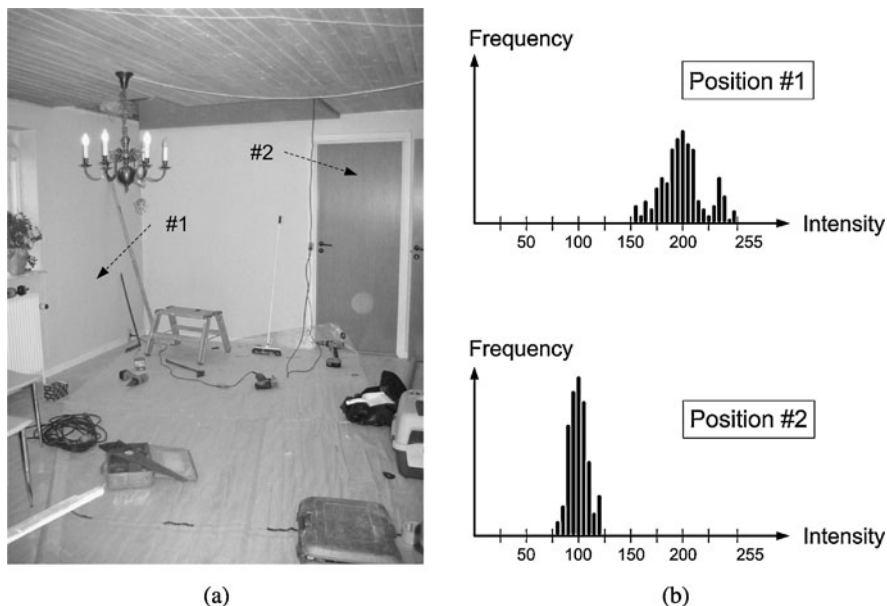 #1
#2
(a)
Frequency
Position #1
50 100 150 200 255 Intensity
Frequency
Position #2
50 100 150 200 255 Intensity
(b)